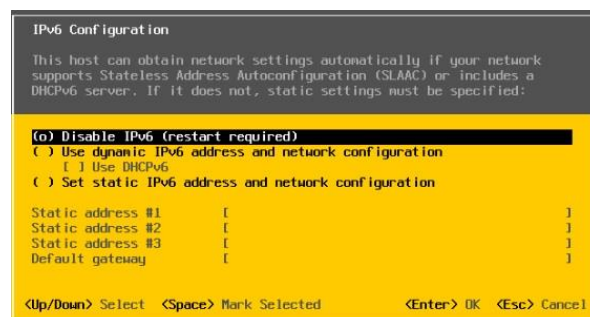 IPv6 Configuration
This host can obtain network settings automatically if your network
supports Stateless Address Autoconfiguration (SLAAC) or includes a
DHCPv6 server. If it does not, static settings must be specified:
(o) Disable IPv6 (restart required)
( ) Use dynamic IPv6 address and network configuration
[ ] Use DHCPv6
( ) Set static IPv6 address and network configuration
Static address #1 [ ]
Static address #2 [ ]
Static address #3 [ ]
Default gateway [ ]
<Up/Down> Select <Space> Mark Selected <Enter> OK <Esc> Cancel